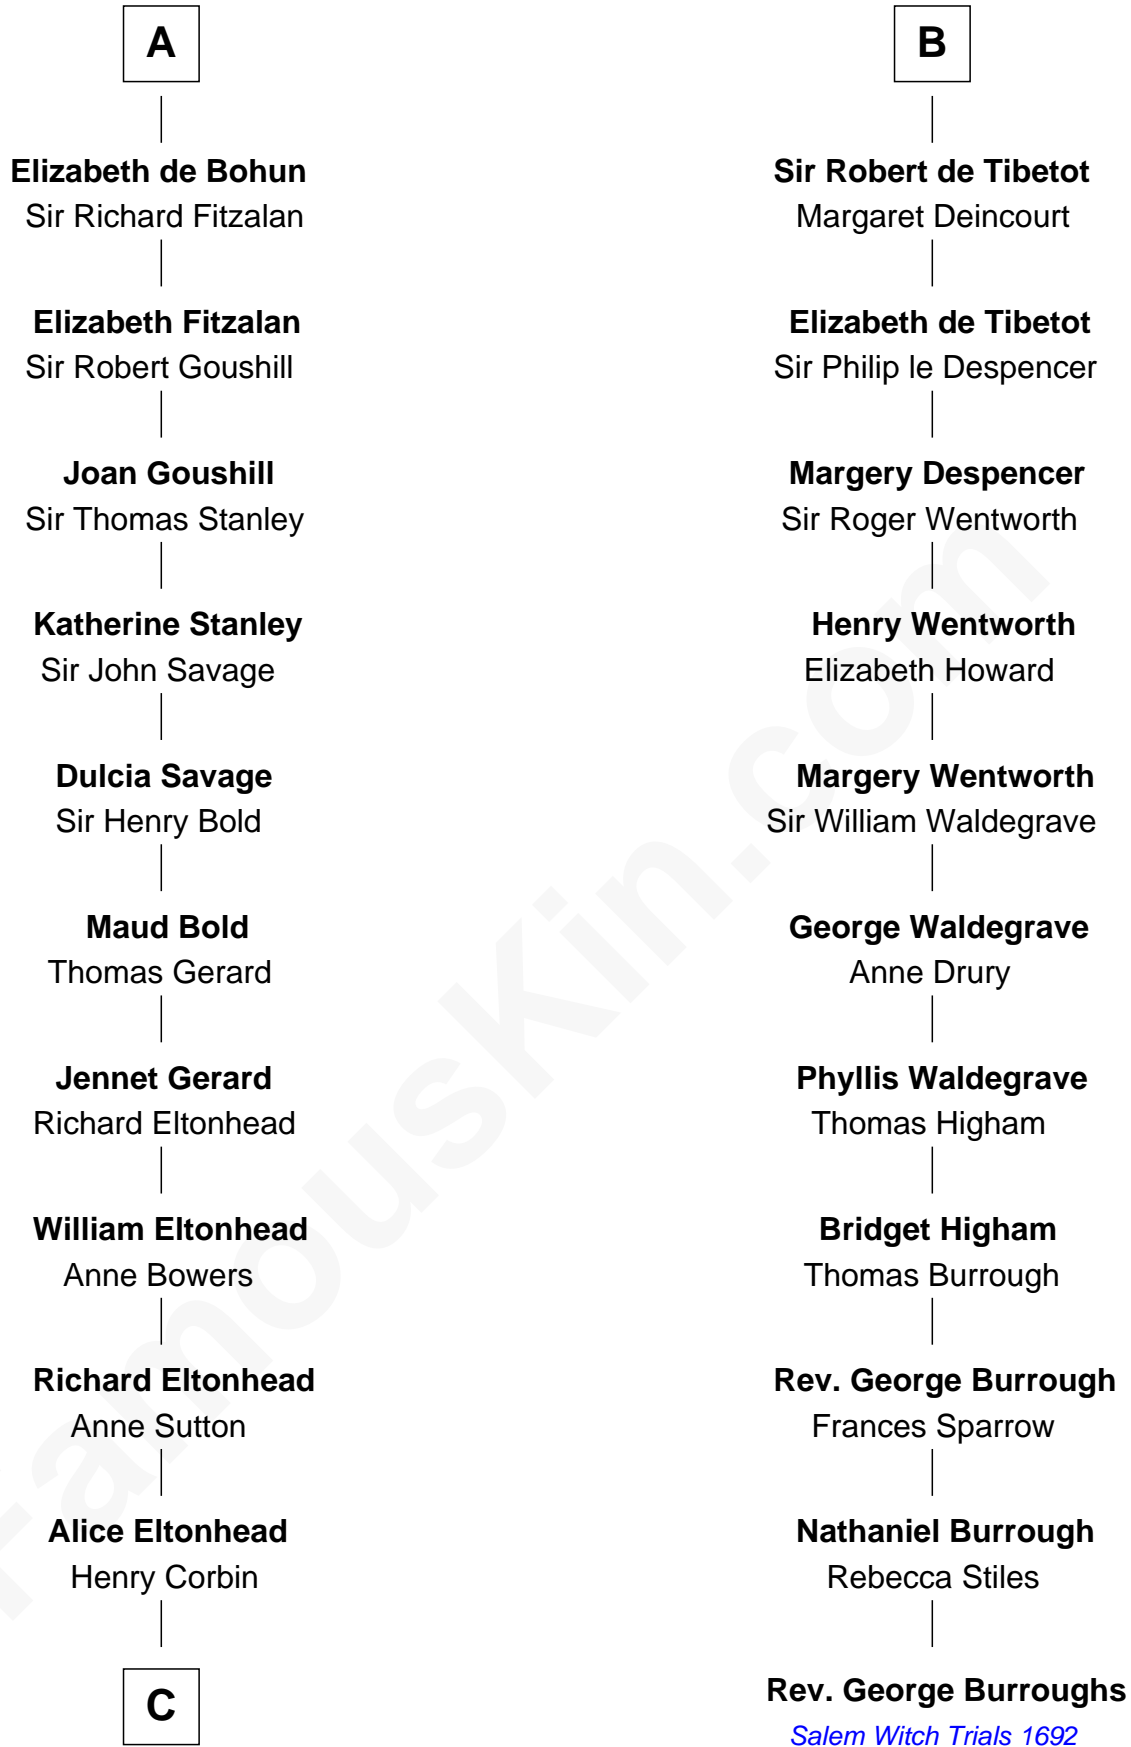 A
Elizabeth de Bohun
Sir Richard Fitzalan
Elizabeth Fitzalan
Sir Robert Goushill
Joan Goushill
Sir Thomas Stanley
Katherine Stanley
Sir John Savage
Dulcia Savage
Sir Henry Bold
Maud Bold
Thomas Gerard
Jennet Gerard
Richard Eltonhead
William Eltonhead
Anne Bowers
Richard Eltonhead
Anne Sutton
Alice Eltonhead
Henry Corbin
C
B
Sir Robert de Tibetot
Margaret Deincourt
Elizabeth de Tibetot
Sir Philip le Despencer
Margery Despencer
Sir Roger Wentworth
Henry Wentworth
Elizabeth Howard
Margery Wentworth
Sir William Waldegrave
George Waldegrave
Anne Drury
Phyllis Waldegrave
Thomas Higham
Bridget Higham
Thomas Burrough
Rev. George Burrough
Frances Sparrow
Nathaniel Burrough
Rebecca Stiles
Rev. George Burroughs
Salem Witch Trials 1692
FamousKin.com